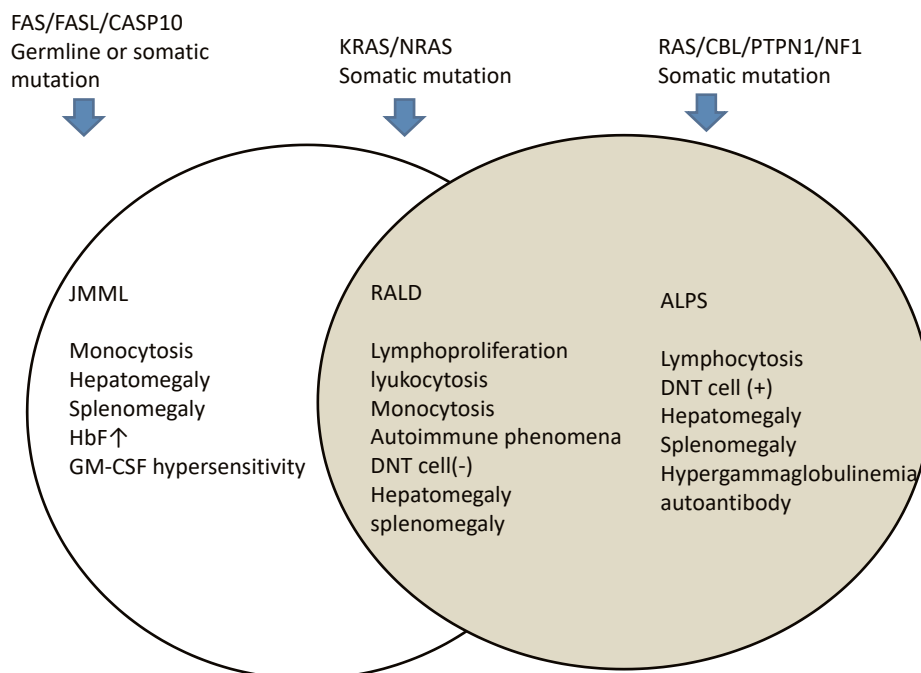 FAS/FASL/CASP10
Germline or somatic
mutation
KRAS/NRAS
Somatic mutation
RAS/CBL/PTPN1/NF1
Somatic mutation
JMML
Monocytosis
Hepatomegaly
Splenomegaly
HbF↑
GM-CSF hypersensitivity
RALD
Lymphoproliferation
lyukocytosis
Monocytosis
Autoimmune phenomena
DNT cell(-)
Hepatomegaly
splenomegaly
ALPS
Lymphocytosis
DNT cell (+)
Hepatomegaly
Splenomegaly
Hypergammaglobulinemia
autoantibody